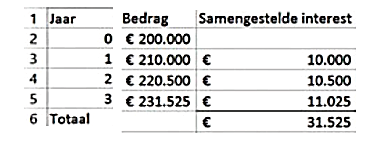 1 Jaar Bedrag Samengestelde interest
2 0 € 200.000
3 1 € 210.000 € 10.000
4 2 € 220.500 € 10.500
5 3 € 231.525 € 11.025
6 Totaal € 31.525